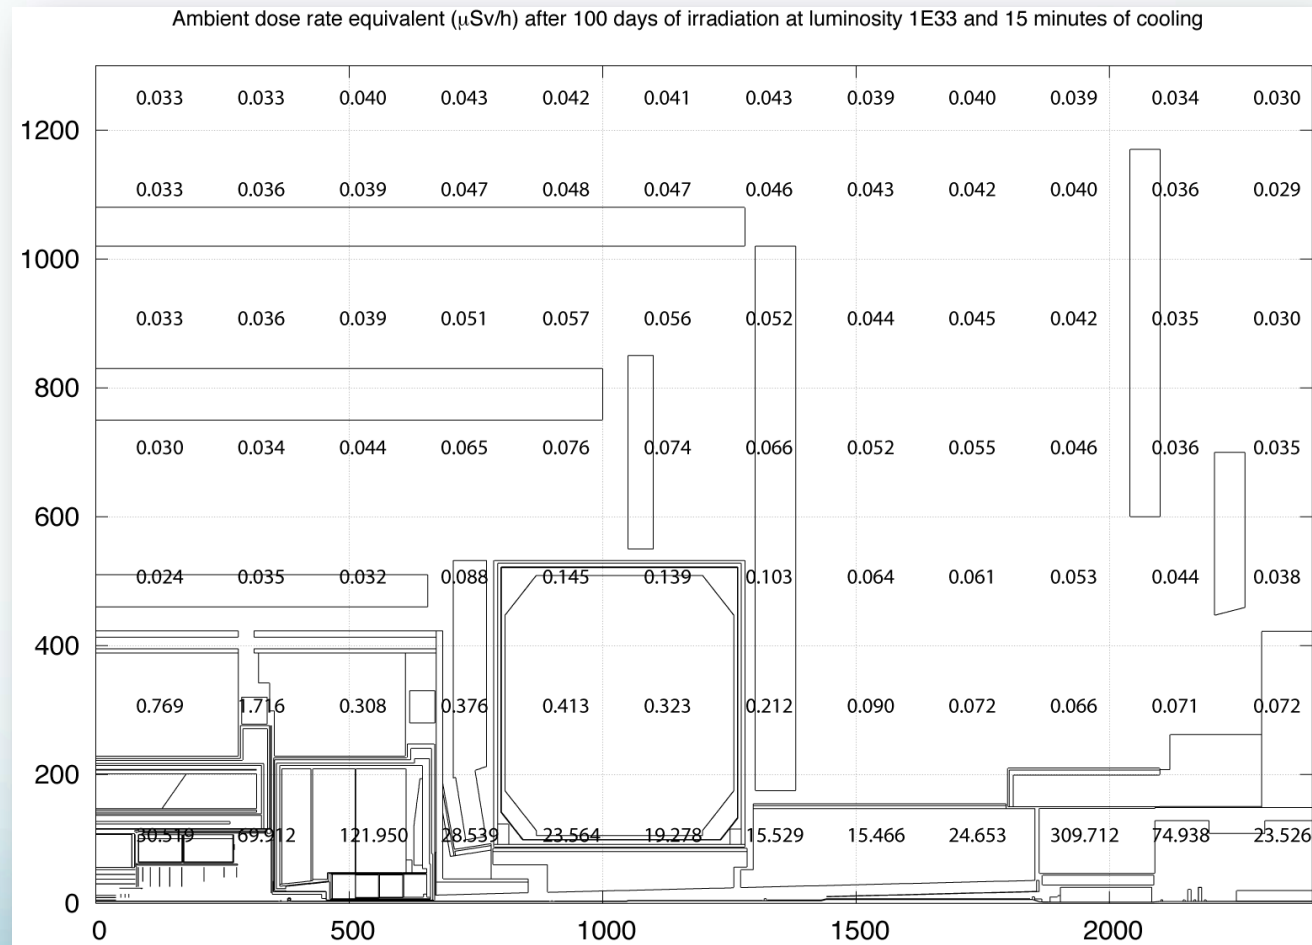 Ambient dose rate equivalent (μSv/h) after 100 days of irradiation at luminosity 1E33 and 15 minutes of cooling
0.033 0.033 0.040 0.043 0.042 0.041 0.043 0.039 0.040 0.039 0.034 0.030
1200
0.033 0.036 0.039 0.047 0.048 0.047 0.046 0.043 0.042 0.040 0.036 0.029
1000
0.033 0.036 0.039 0.051 0.057 0.056 0.052 0.044 0.045 0.042 0.035 0.030
800
0.030 0.034 0.044 0.065 0.076 0.074 0.066 0.052 0.055 0.046 0.036 0.035
600
0.024 0.035 0.032 0.088 0.145 0.139 0.103 0.064 0.061 0.053 0.044 0.038
400
0.769 1.716 0.308 0.376 0.413 0.323 0.212 0.090 0.072 0.066 0.071 0.072
200
30.519 69.912 121.950 28.539 23.564 19.278 15.529 15.466 24.653 309.712 74.938 23.526
0
0 500 1000 1500 2000